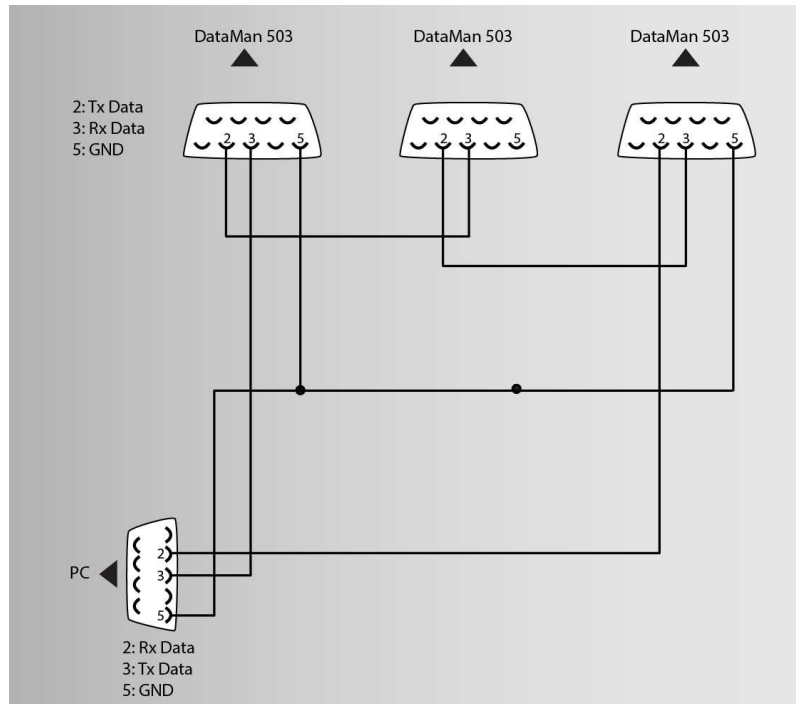 DataMan 503 DataMan 503 DataMan 503
2: Tx Data
3: Rx Data
5: GND
2 3 5 2 3 5 2 3 5
2
PC
3
5
2: Rx Data
3: Tx Data
5: GND